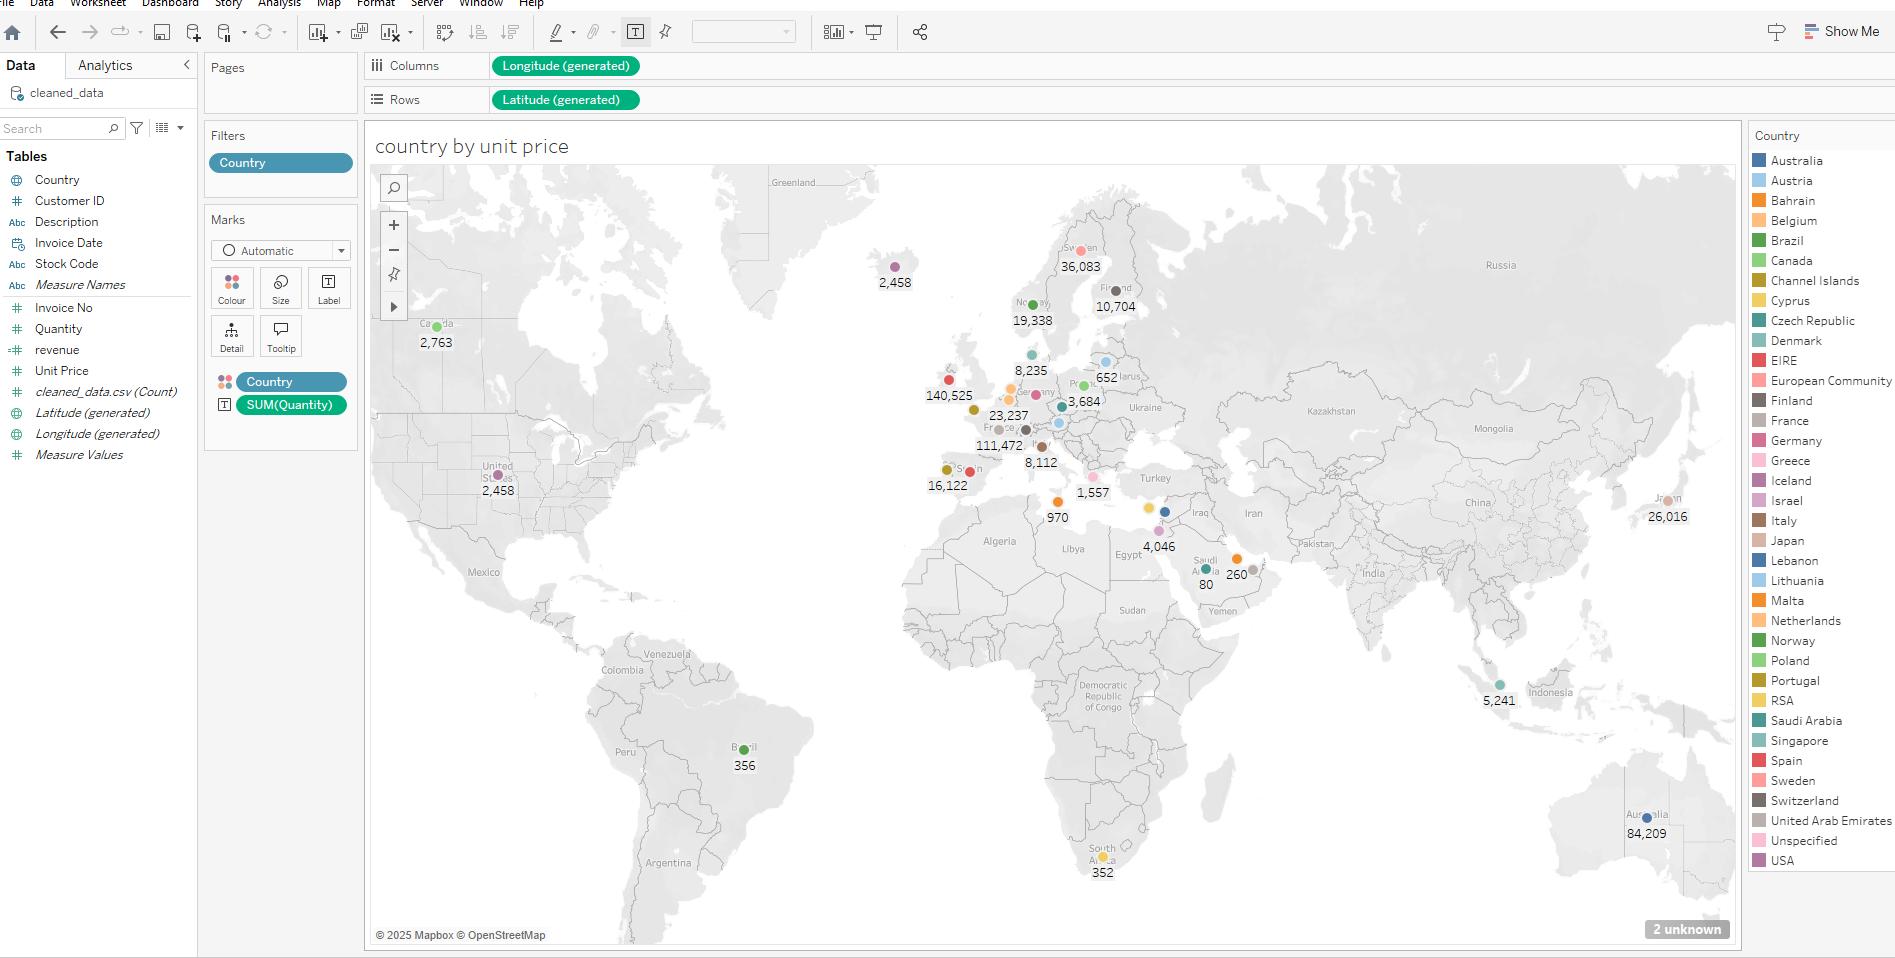 File Data Worksheet Dashboard Story Analysis Map Format Server Window Help
Show Me
Data Analytics
cleaned_data
Search
Tables
Country
Customer ID
Abc Description
Invoice Date
Abc Stock Code
Abc Measure Names
Invoice No
Quantity
revenue
Unit Price
cleaned_data.csv (Count)
Latitude (generated)
Longitude (generated)
Measure Values
Pages
Filters
Country
Marks
Automatic
Colour Size Label
Detail Tooltip
Country
SUM(Quantity)
Columns Longitude (generated)
Rows Latitude (generated)
country by unit price
Greenland
Sweden
36,083
2,458
Russia
Finland
10,704
Norway
19,338
Canada
2,763
8,235
652
Belarus
Poland
3,684
140,525
Germany
23,237
Ukraine
France
111,472
8,112
Kazakhstan
Mongolia
United States
2,458
Spain
16,122
1,557
Turkey
China
Japan
26,016
970
Iraq
Iran
Algeria
Libya
Egypt
4,046
Pakistan
Saudi Arabia
80
260
India
Mexico
Sudan
Yemen
Venezuela
Colombia
Democratic
Republic
of Congo
5,241
Indonesia
Peru
Brazil
356
Australia
84,209
South Africa
352
Argentina
© 2025 Mapbox © OpenStreetMap
2 unknown
Country
Australia
Austria
Bahrain
Belgium
Brazil
Canada
Channel Islands
Cyprus
Czech Republic
Denmark
EIRE
European Community
Finland
France
Germany
Greece
Iceland
Israel
Italy
Japan
Lebanon
Lithuania
Malta
Netherlands
Norway
Poland
Portugal
RSA
Saudi Arabia
Singapore
Spain
Sweden
Switzerland
United Arab Emirates
Unspecified
USA